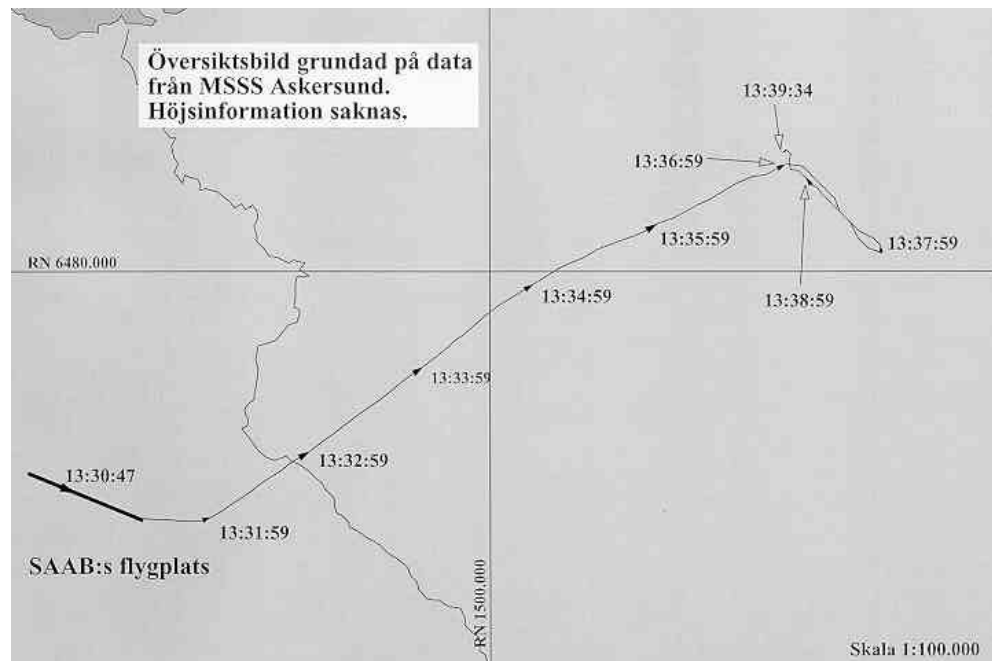 Översiktsbild grundad på data
från MSSS Askersund.
Höjsinformation saknas.
13:39:34
13:36:59
13:35:59
13:37:59
RN 6480.000
13:34:59
13:38:59
13:33:59
13:32:59
13:30:47
13:31:59
SAAB:s flygplats
RN 1500.000
Skala 1:100.000